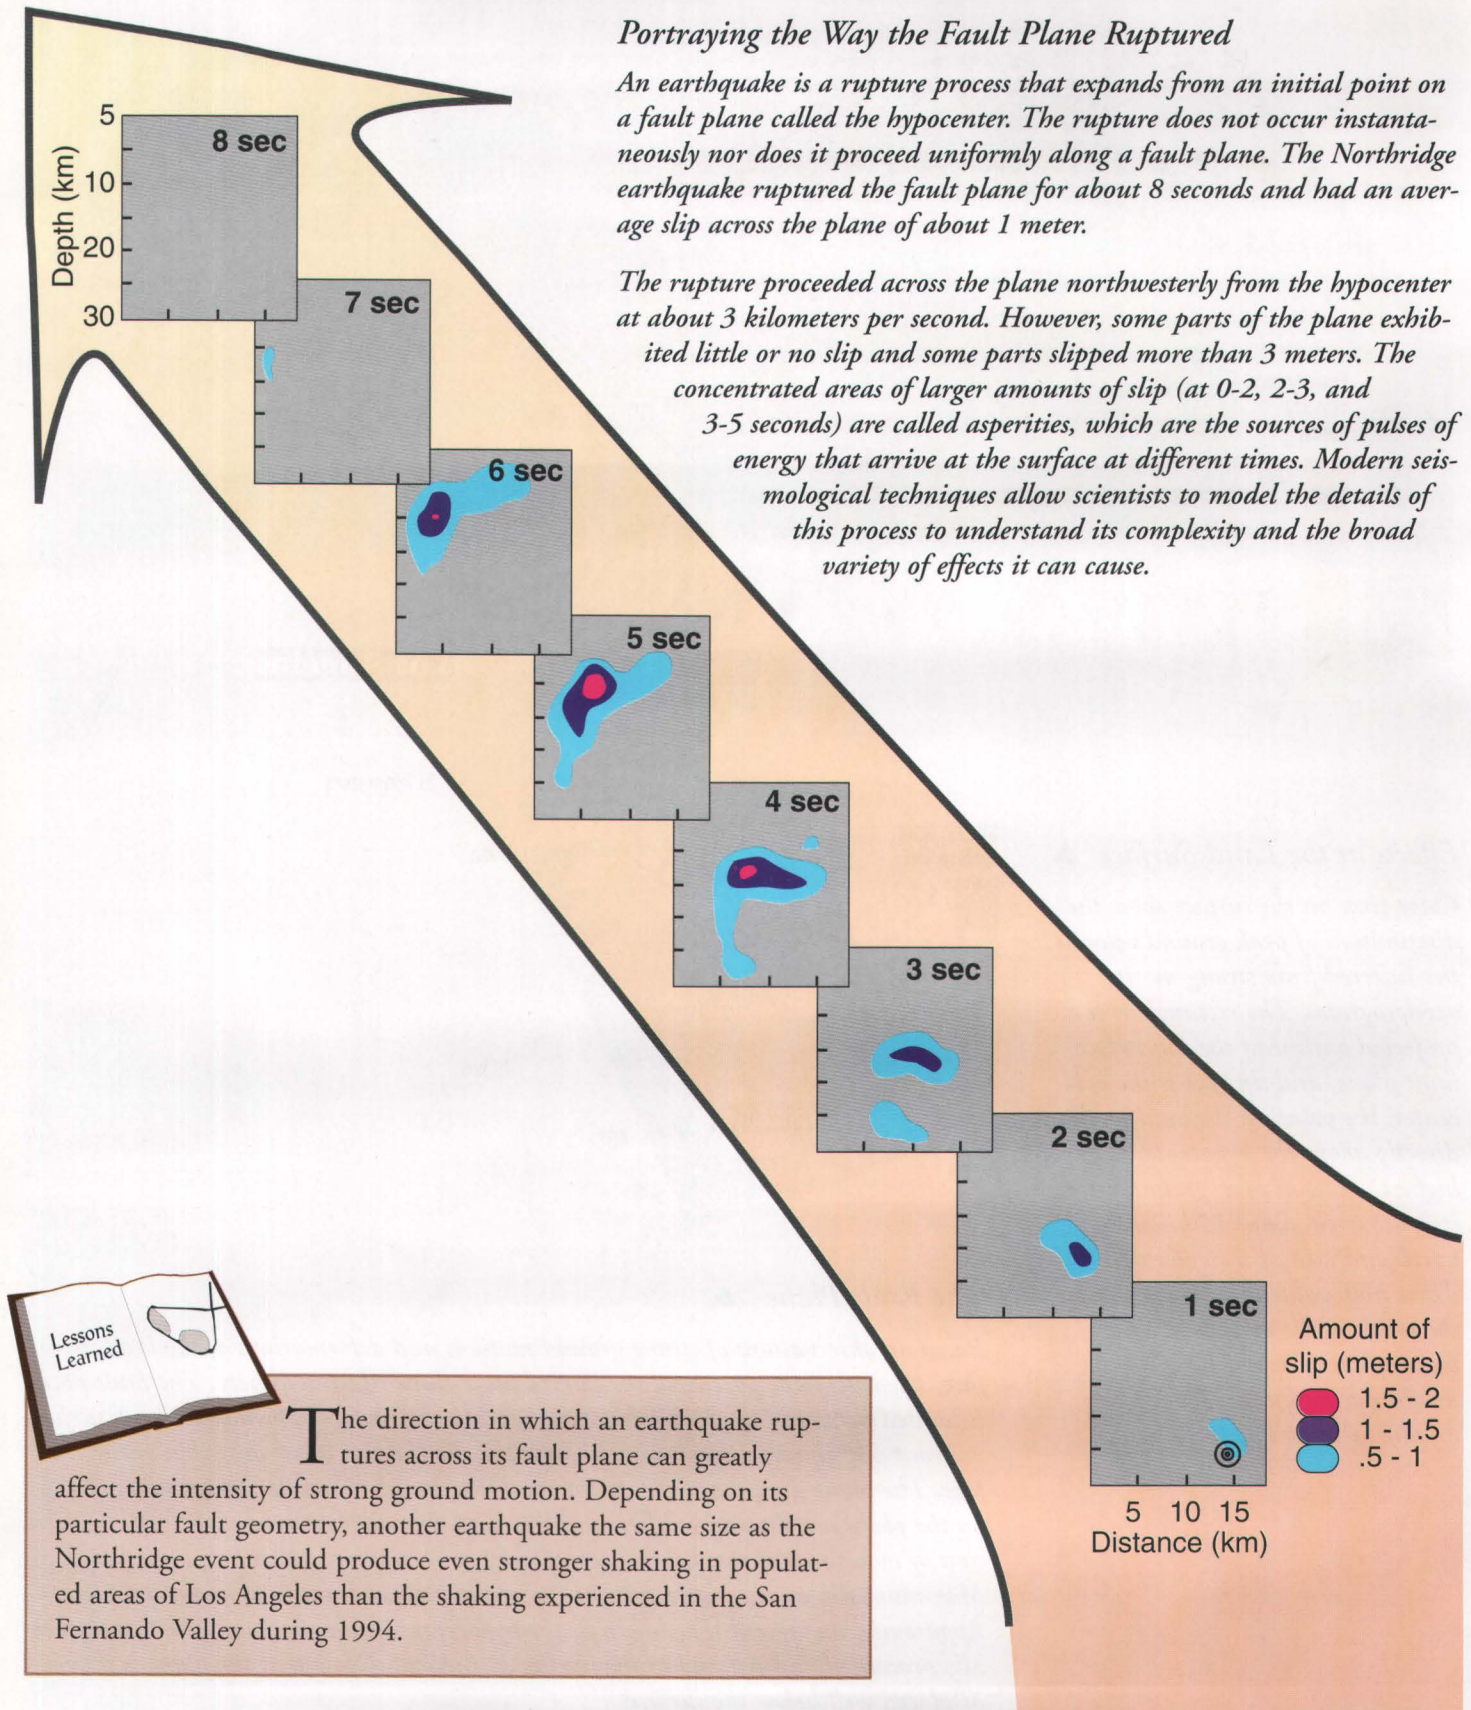 Portraying the Way the Fault Plane Ruptured
An earthquake is a rupture process that expands from an initial point on
a fault plane called the hypocenter. The rupture does not occur instanta-
neously nor does it proceed uniformly along a fault plane. The Northridge
earthquake ruptured the fault plane for about 8 seconds and had an aver-
age slip across the plane of about 1 meter.
The rupture proceeded across the plane northwesterly from the hypocenter
at about 3 kilometers per second. However, some parts of the plane exhib-
ited little or no slip and some parts slipped more than 3 meters. The
concentrated areas of larger amounts of slip (at 0-2, 2-3, and
3-5 seconds) are called asperities, which are the sources of pulses of
energy that arrive at the surface at different times. Modern seis-
mological techniques allow scientists to model the details of
this process to understand its complexity and the broad
variety of effects it can cause.
Depth (km)
5
10
20
30
8 sec
7 sec
6 sec
5 sec
4 sec
3 sec
2 sec
1 sec
5 10 15
Distance (km)
Amount of
slip (meters)
1.5 - 2
1 - 1.5
.5 - 1
Lessons
Learned
The direction in which an earthquake rup-
tures across its fault plane can greatly
affect the intensity of strong ground motion. Depending on its
particular fault geometry, another earthquake the same size as the
Northridge event could produce even stronger shaking in populat-
ed areas of Los Angeles than the shaking experienced in the San
Fernando Valley during 1994.